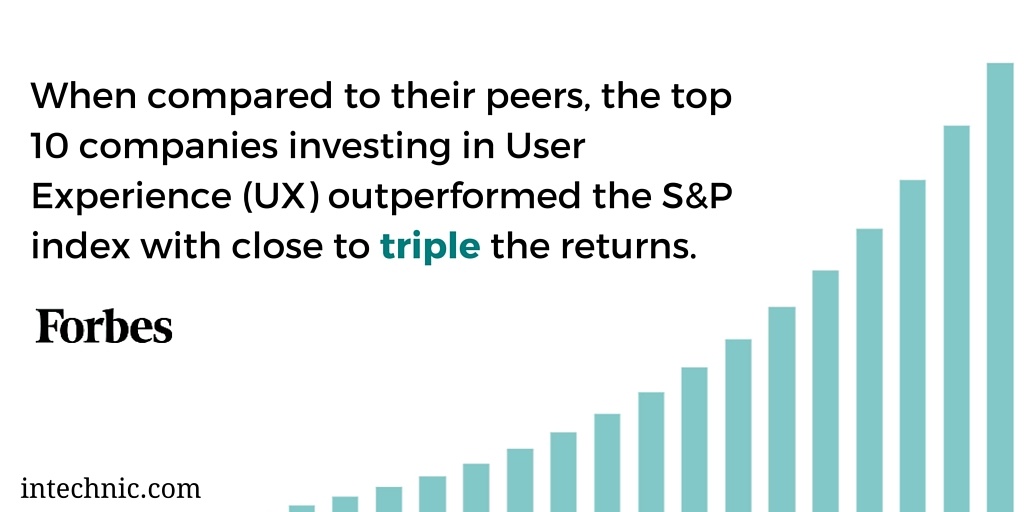 When compared to their peers, the top
10 companies investing in User
Experience (UX) outperformed the S&P
index with close to triple the returns.
Forbes
intechnic.com